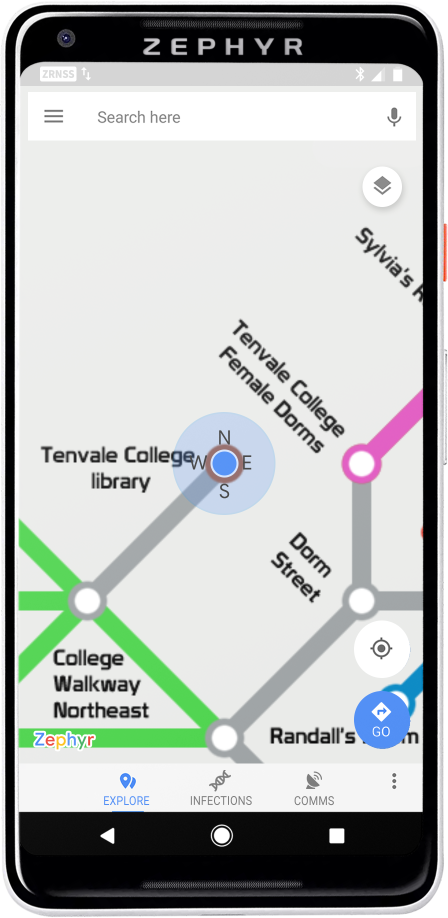 ZEPHYR
ZRNSS
Search here
Sylvia's
Tenvale College
Female Dorms
N
W E
S
Tenvale College
library
Dorm
Street
College
Walkway
Northeast
Randall's
Zephyr
GO
EXPLORE
INFECTIONS
COMMS